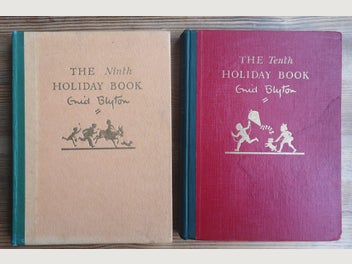 THE Ninth
HOLIDAY BOOK
Enid Blyton
THE Tenth
HOLIDAY BOOK
Enid Blyton